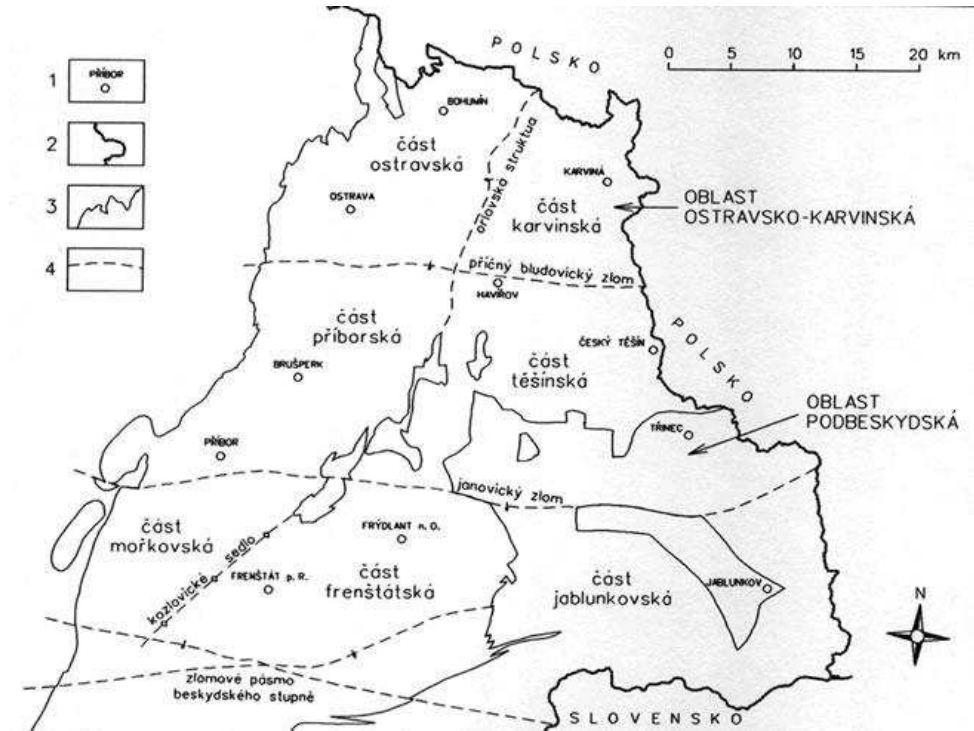 POLSKO
0 5 10 15 20 km
1 PŘÍBOR
2
3
4
BOHUMÍN
část
ostravská
OSTRAVA
orlovská struktua
KARVINÁ
část
karvinská
OBLAST
OSTRAVSKO-KARVINSKÁ
příčný bludovický zlom
HAVÍŘOV
část
příborská
BRUŠPERK
POLSKO
ČESKÝ TĚŠÍN
část
těšínská
OBLAST
PODBESKYDSKÁ
TŘINEC
PŘÍBOR
janovický zlom
část
mořkovská
FRÝDLANT n. O.
kozlovické sedlo
FRENŠTÁT p. R.
část
frenštátská
část
jablunkovská
JABLUNKOV
N
zlomové pásmo
beskydského stupně
SLOVENSKO